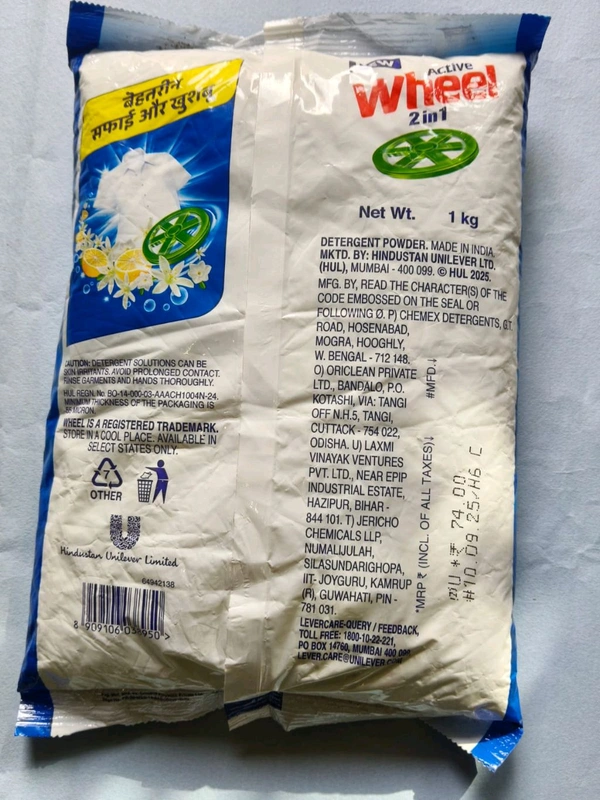 बेहतरीन
सफाई और खुशबू
NEW
Active
Wheel
2in1
Net Wt. 1 kg
DETERGENT POWDER. MADE IN INDIA.
MKTD. BY: HINDUSTAN UNILEVER LTD.
(HUL), MUMBAI - 400 099. © HUL 2025.
MFG. BY, READ THE CHARACTER(S) OF THE
CODE EMBOSSED ON THE SEAL OR
FOLLOWING Ø. P) CHEMEX DETERGENTS, G.T.
ROAD, HOSENABAD,
MOGRA, HOOGHLY,
W. BENGAL - 712 148.
O) ORICLEAN PRIVATE
LTD., BANDALO, P.O.
KOTASHI, VIA: TANGI
OFF N.H.5, TANGI,
CUTTACK - 754 022,
ODISHA. U) LAXMI
VINAYAK VENTURES
PVT. LTD., NEAR EPIP
INDUSTRIAL ESTATE,
HAZIPUR, BIHAR -
844 101. T) JERICHO
CHEMICALS LLP,
NUMALIJULAH,
SILASUNDARIGHOPA,
IIT- JOYGURU, KAMRUP
(R), GUWAHATI, PIN -
781 031.
LEVERCARE-QUERY / FEEDBACK,
TOLL FREE: 1800-10-22-221,
PO BOX 14760, MUMBAI 400 099
LEVER.CARE@UNILEVER.COM
*MRP ₹ (INCL. OF ALL TAXES)↓
#MFD.↓
*₹ 74.00
#10.09.25/H6 C
CAUTION: DETERGENT SOLUTIONS CAN BE
SKIN IRRITANTS. AVOID PROLONGED CONTACT.
RINSE GARMENTS AND HANDS THOROUGHLY.
HUL REGN. No. BO-14-000-03-AAACH1004N-24.
MINIMUM THICKNESS OF THE PACKAGING IS
MICRON.
WHEEL IS A REGISTERED TRADEMARK.
STORE IN A COOL PLACE. AVAILABLE IN
SELECT STATES ONLY.
7
OTHER
Hindustan Unilever Limited
64942138